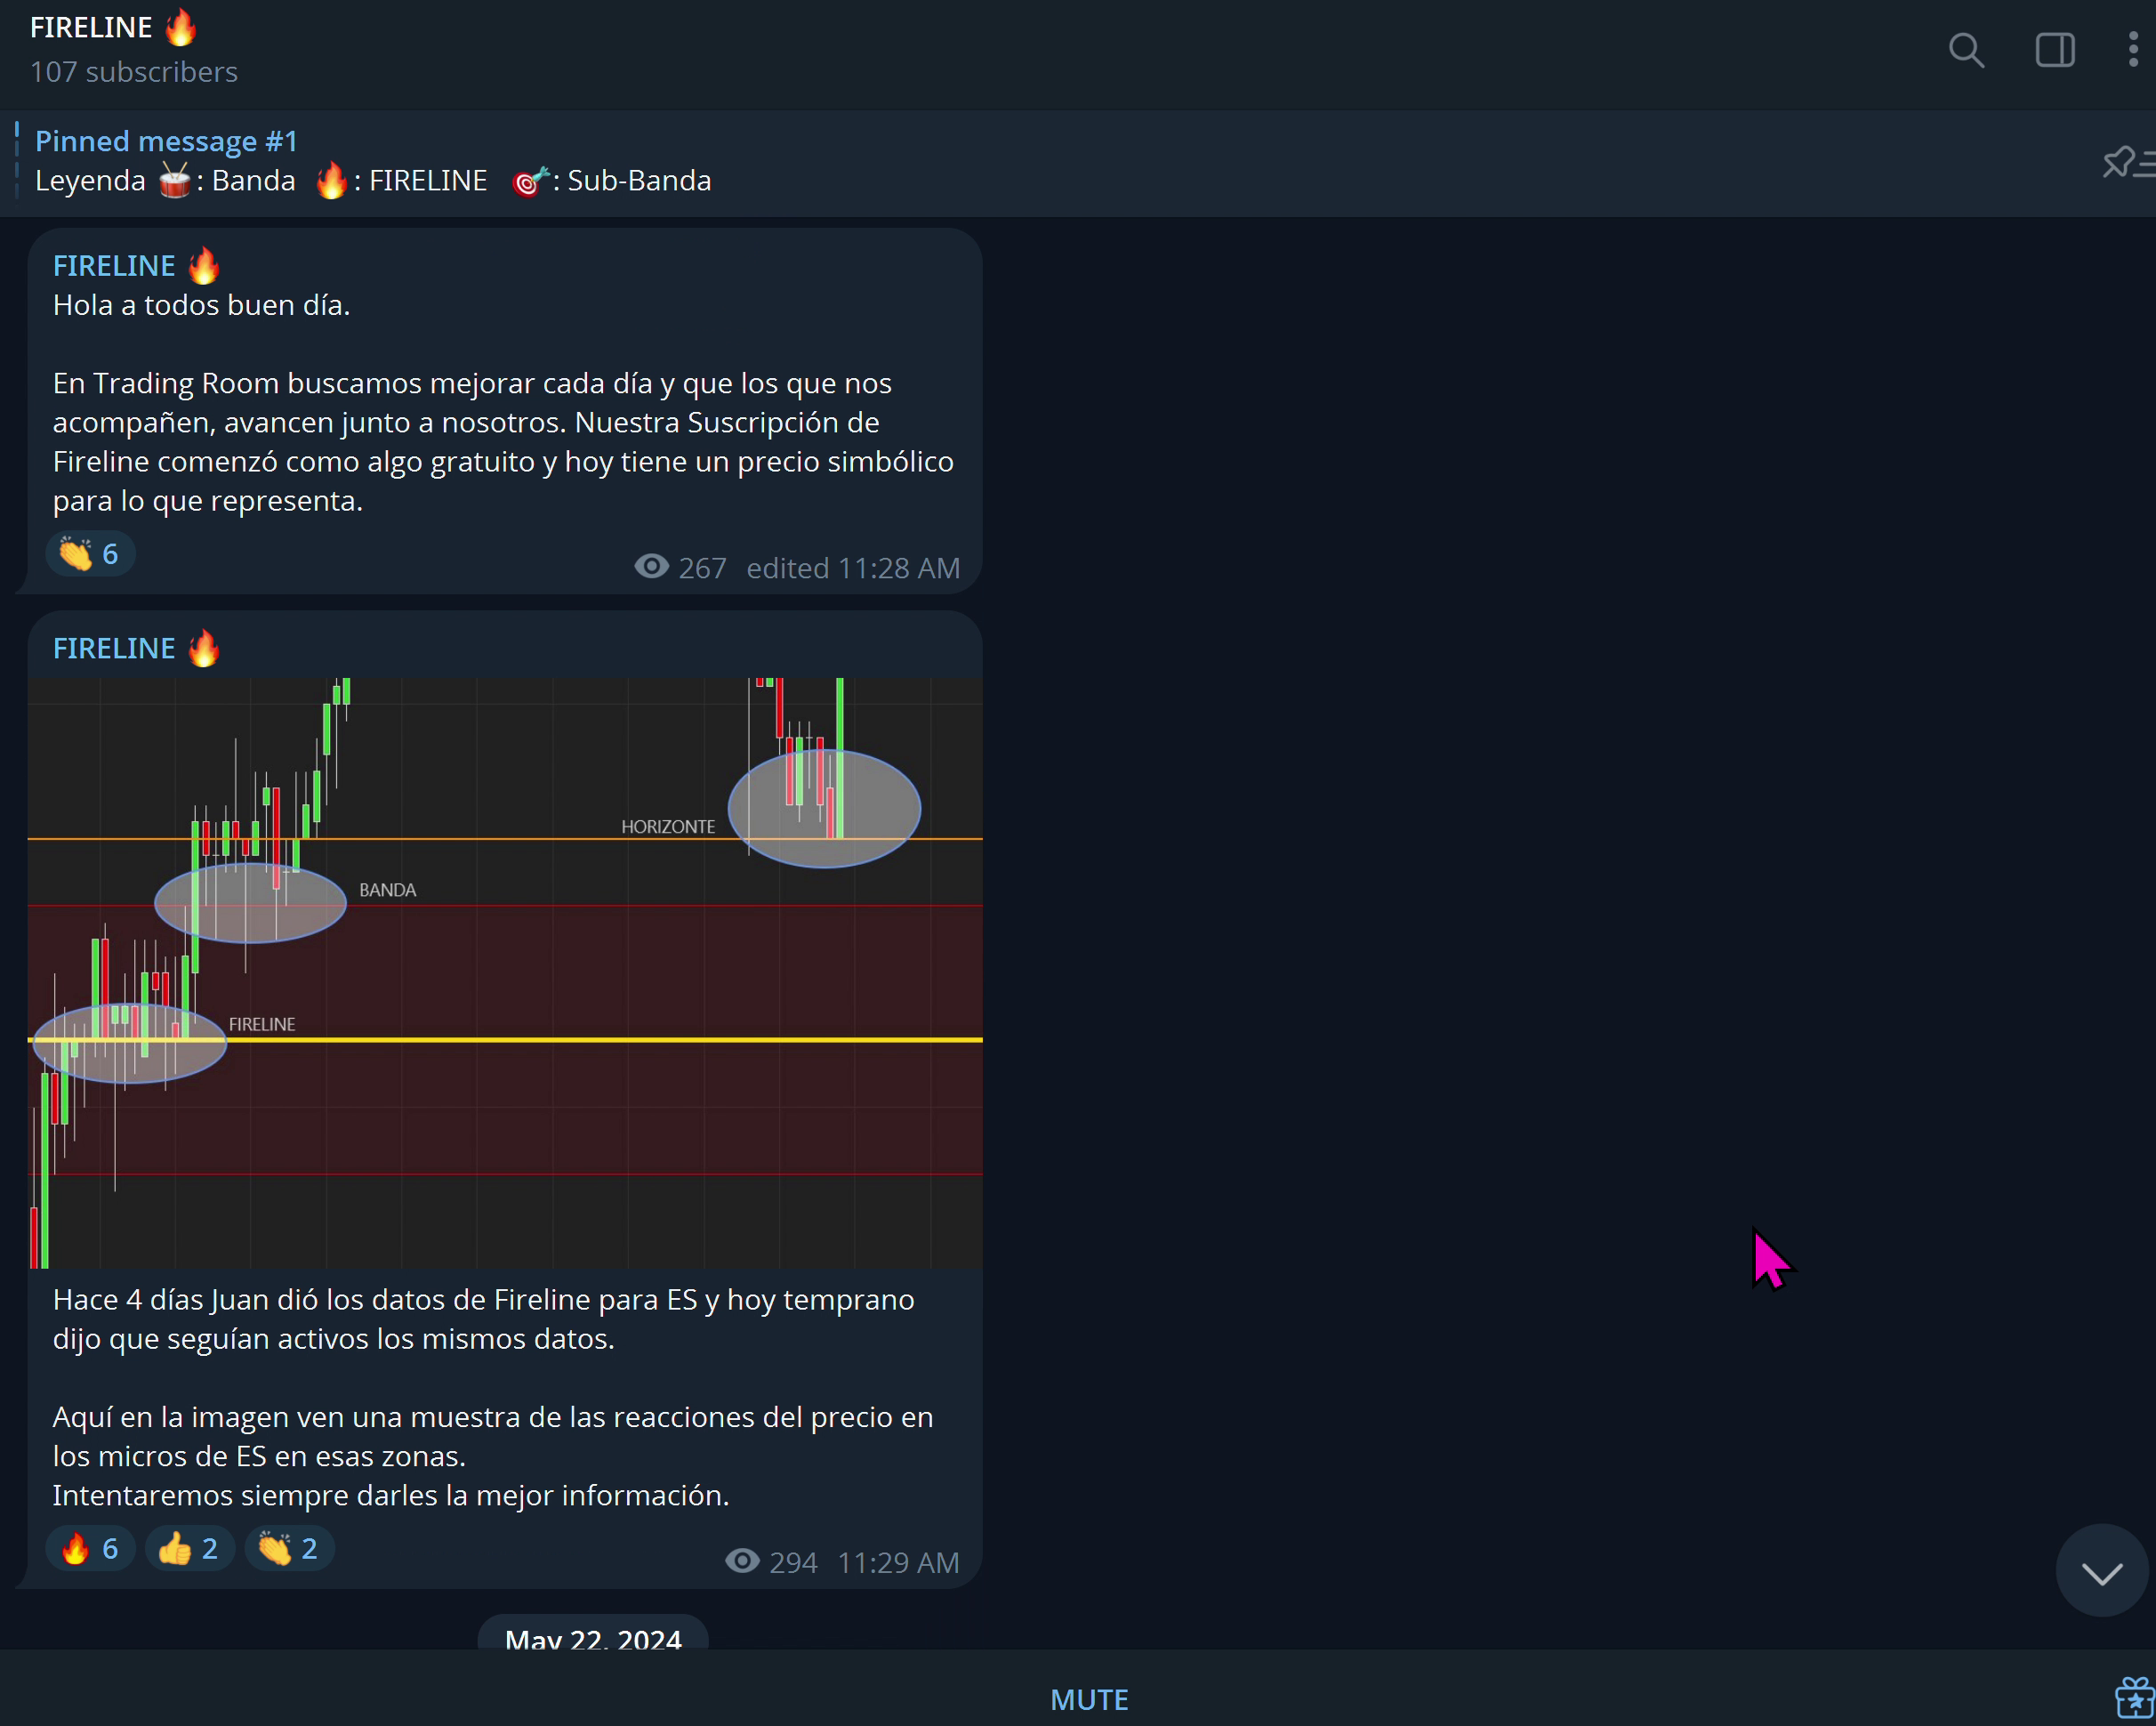 FIRELINE 🔥
107 subscribers
Pinned message #1
Leyenda 🥁: Banda 🔥: FIRELINE 🎯: Sub-Banda
FIRELINE 🔥
Hola a todos buen día.
En Trading Room buscamos mejorar cada día y que los que nos
acompañen, avancen junto a nosotros. Nuestra Suscripción de
Fireline comenzó como algo gratuito y hoy tiene un precio simbólico
para lo que representa.
👏 6
267 edited 11:28 AM
FIRELINE 🔥
HORIZONTE
BANDA
FIRELINE
Hace 4 días Juan dió los datos de Fireline para ES y hoy temprano
dijo que seguían activos los mismos datos.
Aquí en la imagen ven una muestra de las reacciones del precio en
los micros de ES en esas zonas.
Intentaremos siempre darles la mejor información.
🔥 6 👍 2 👏 2
294 11:29 AM
May 22, 2024
MUTE